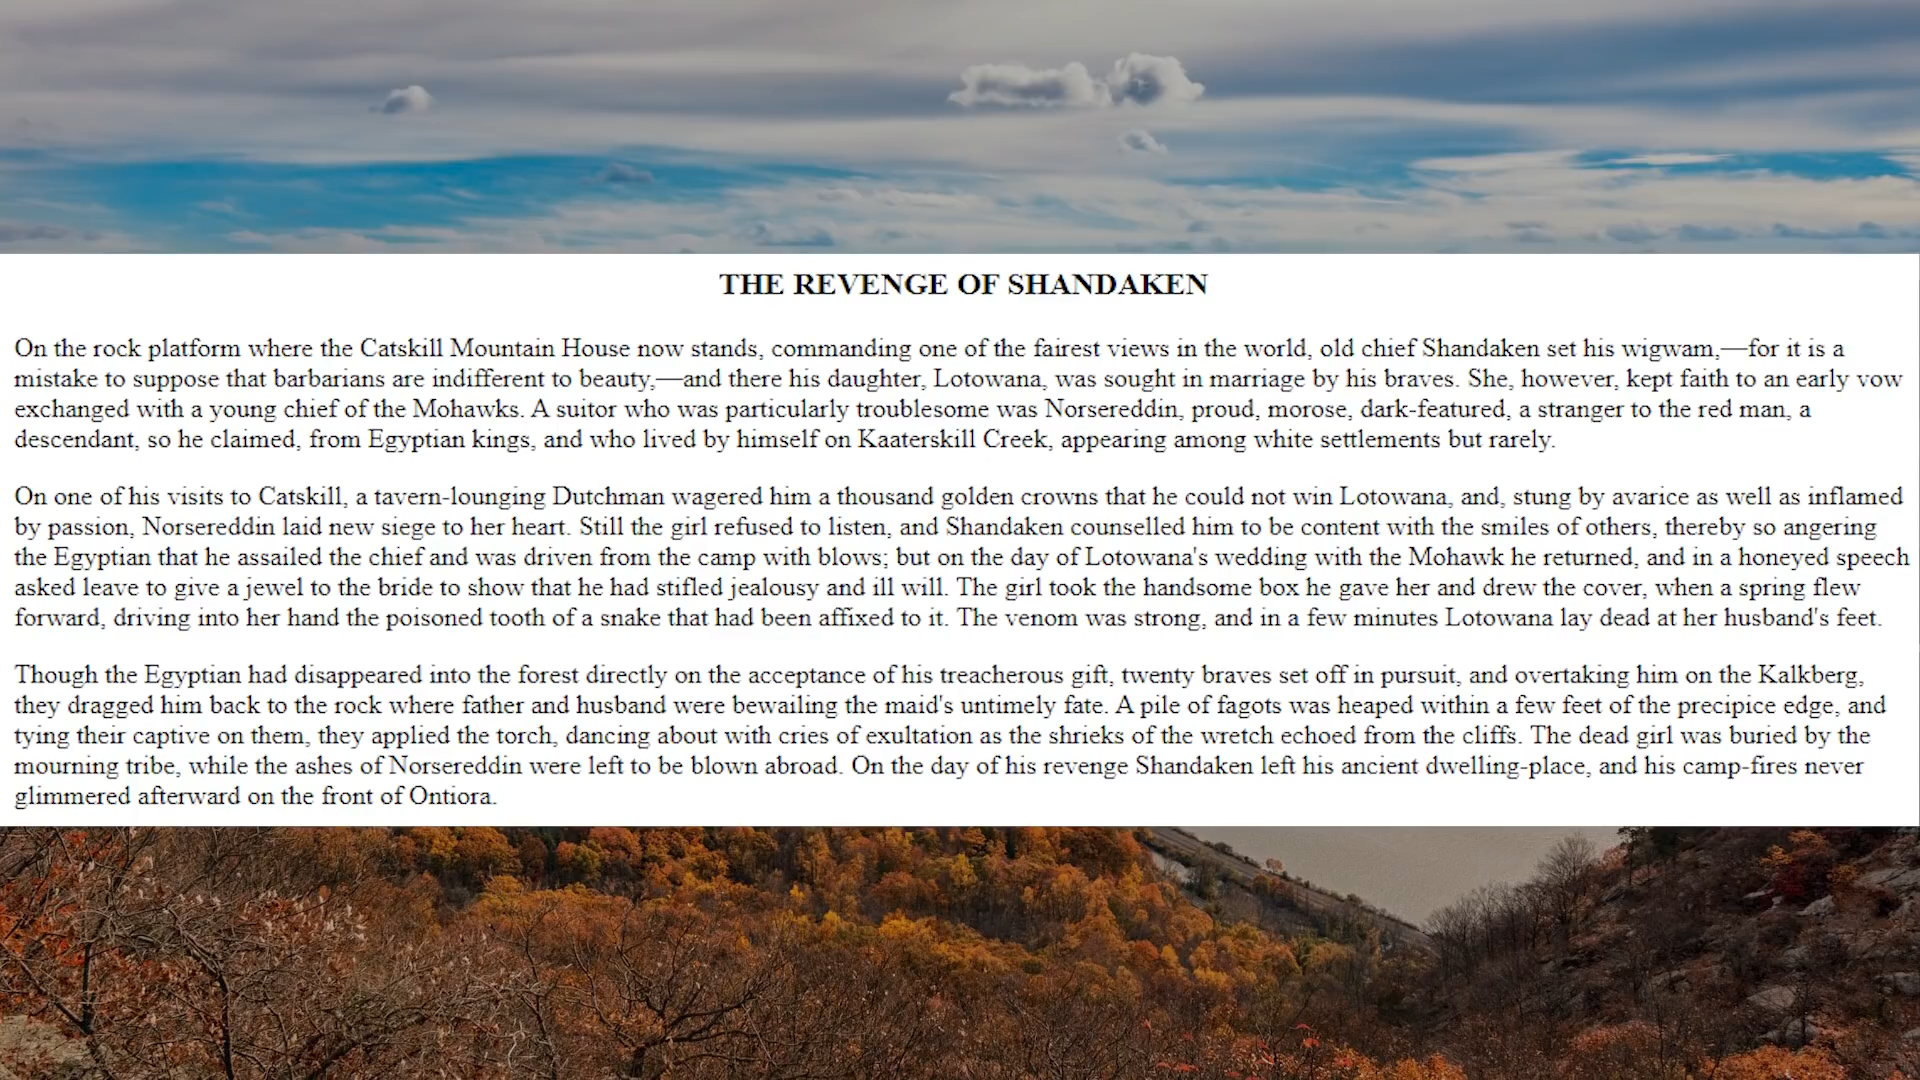 THE REVENGE OF SHANDAKEN
On the rock platform where the Catskill Mountain House now stands, commanding one of the fairest views in the world, old chief Shandaken set his wigwam,—for it is a
mistake to suppose that barbarians are indifferent to beauty,—and there his daughter, Lotowana, was sought in marriage by his braves. She, however, kept faith to an early vow
exchanged with a young chief of the Mohawks. A suitor who was particularly troublesome was Norsereddin, proud, morose, dark-featured, a stranger to the red man, a
descendant, so he claimed, from Egyptian kings, and who lived by himself on Kaaterskill Creek, appearing among white settlements but rarely.
On one of his visits to Catskill, a tavern-lounging Dutchman wagered him a thousand golden crowns that he could not win Lotowana, and, stung by avarice as well as inflamed
by passion, Norsereddin laid new siege to her heart. Still the girl refused to listen, and Shandaken counselled him to be content with the smiles of others, thereby so angering
the Egyptian that he assailed the chief and was driven from the camp with blows; but on the day of Lotowana's wedding with the Mohawk he returned, and in a honeyed speech
asked leave to give a jewel to the bride to show that he had stifled jealousy and ill will. The girl took the handsome box he gave her and drew the cover, when a spring flew
forward, driving into her hand the poisoned tooth of a snake that had been affixed to it. The venom was strong, and in a few minutes Lotowana lay dead at her husband's feet.
Though the Egyptian had disappeared into the forest directly on the acceptance of his treacherous gift, twenty braves set off in pursuit, and overtaking him on the Kalkberg,
they dragged him back to the rock where father and husband were bewailing the maid's untimely fate. A pile of fagots was heaped within a few feet of the precipice edge, and
tying their captive on them, they applied the torch, dancing about with cries of exultation as the shrieks of the wretch echoed from the cliffs. The dead girl was buried by the
mourning tribe, while the ashes of Norsereddin were left to be blown abroad. On the day of his revenge Shandaken left his ancient dwelling-place, and his camp-fires never
glimmered afterward on the front of Ontiora.